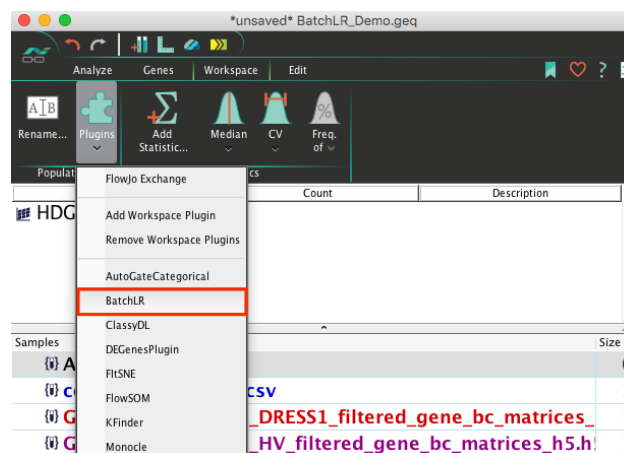 *unsaved* BatchLR_Demo.geq
Analyze Genes Workspace Edit
?
A B
%
Rename... Plugins Add Statistic... Median CV Freq. of
Populat cs
Count Description
HDG
FlowJo Exchange
Add Workspace Plugin
Remove Workspace Plugins
AutoGateCategorical
BatchLR
ClassyDL
DEGenesPlugin
FItSNE
FlowSOM
KFinder
Monocle
Samples Size
A
c csv
G _DRESS1_filtered_gene_bc_matrices_
G _HV_filtered_gene_bc_matrices_h5.h